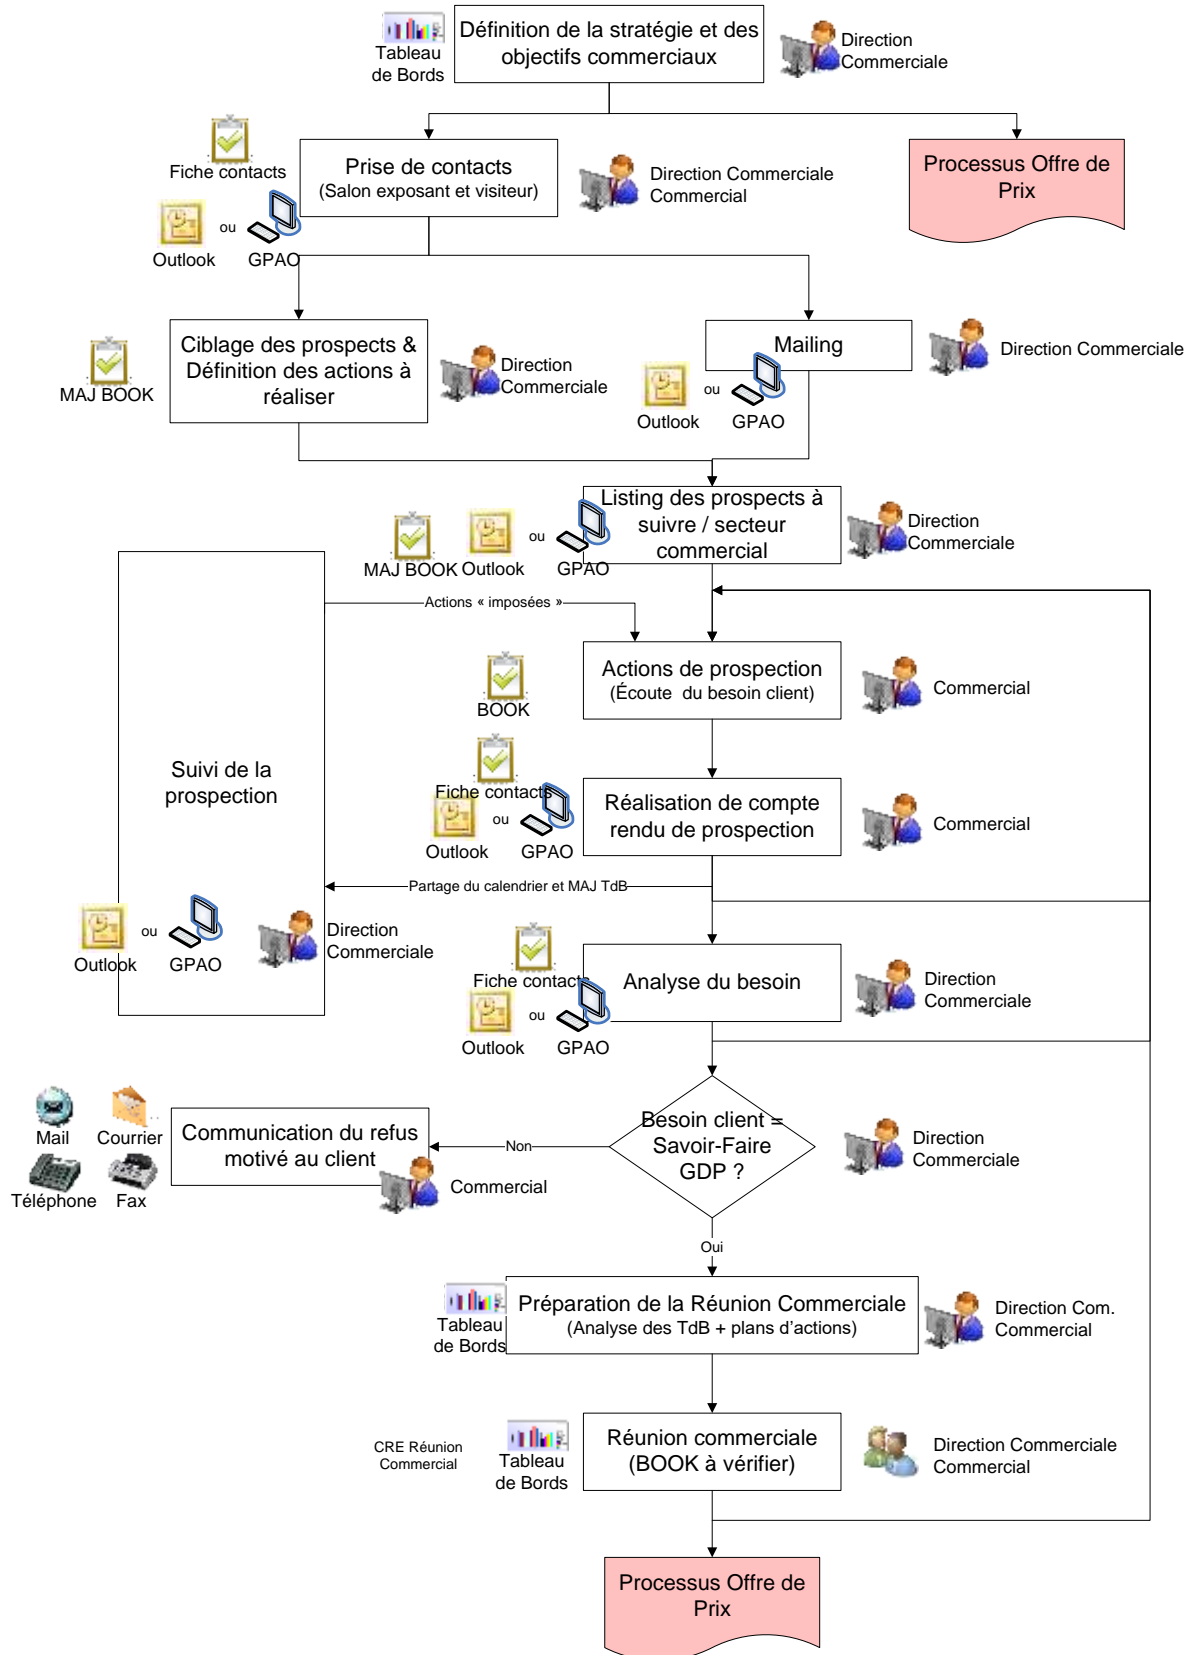 Définition de la stratégie et des
objectifs commerciaux
Tableau
de Bords
Direction
Commerciale
Fiche contacts
Prise de contacts
(Salon exposant et visiteur)
Direction Commerciale
Commercial
Processus Offre de
Prix
ou
Outlook
GPAO
Ciblage des prospects &
Définition des actions à
réaliser
MAJ BOOK
Direction
Commerciale
Mailing
Direction Commerciale
ou
Outlook
GPAO
Listing des prospects à
suivre / secteur
commercial
ou
MAJ BOOK
Outlook
GPAO
Direction
Commerciale
Actions « imposées »
Actions de prospection
(Écoute du besoin client)
BOOK
Commercial
Suivi de la
prospection
Fiche contacts
Réalisation de compte
rendu de prospection
ou
Outlook
GPAO
Commercial
Partage du calendrier et MAJ TdB
ou
Outlook
GPAO
Direction
Commerciale
Fiche contacts
Analyse du besoin
ou
Outlook
GPAO
Direction
Commerciale
Mail
Courrier
Téléphone
Fax
Communication du refus
motivé au client
Commercial
Non
Besoin client =
Savoir-Faire
GDP ?
Direction
Commerciale
Oui
Tableau
de Bords
Préparation de la Réunion Commerciale
(Analyse des TdB + plans d'actions)
Direction Com.
Commercial
CRE Réunion
Commercial
Tableau
de Bords
Réunion commerciale
(BOOK à vérifier)
Direction Commerciale
Commercial
Processus Offre de
Prix